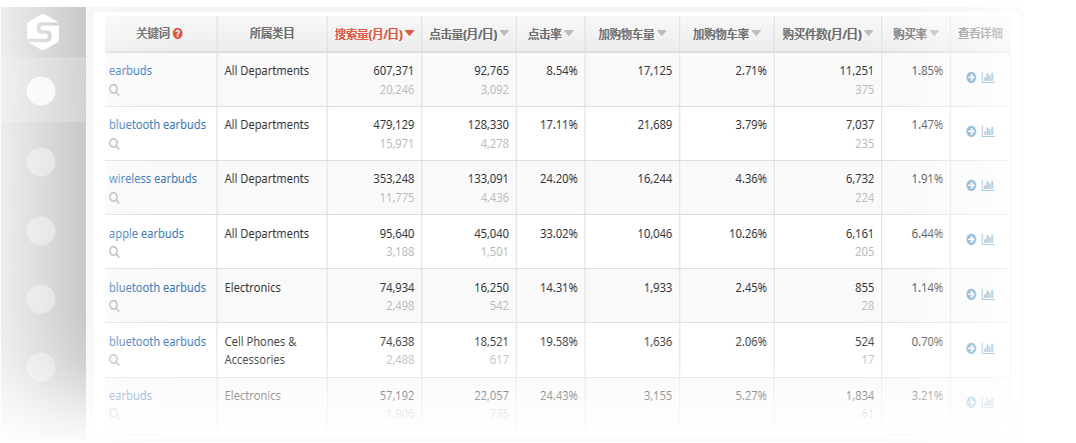 关键词 所属类目 搜索量(月/日) 点击量(月/日) 点击率 加购物车量 加购物车率 购买件数(月/日) 购买率 查看详细
earbuds All Departments 607,371 92,765 8.54% 17,125 2.71% 11,251 1.85%
20,246 3,092 375
bluetooth earbuds All Departments 479,129 128,330 17.11% 21,689 3.79% 7,037 1.47%
15,971 4,278 235
wireless earbuds All Departments 353,248 133,091 24.20% 16,244 4.36% 6,732 1.91%
11,775 4,436 224
apple earbuds All Departments 95,640 45,040 33.02% 10,046 10.26% 6,161 6.44%
3,188 1,501 205
bluetooth earbuds Electronics 74,934 16,250 14.31% 1,933 2.45% 855 1.14%
2,498 542 28
bluetooth earbuds Cell Phones & 74,638 18,521 19.58% 1,636 2.06% 524 0.70%
Accessories 2,488 617 17
earbuds Electronics 57,192 22,057 24.43% 3,155 5.27% 1,834 3.21%
1,906 735 61